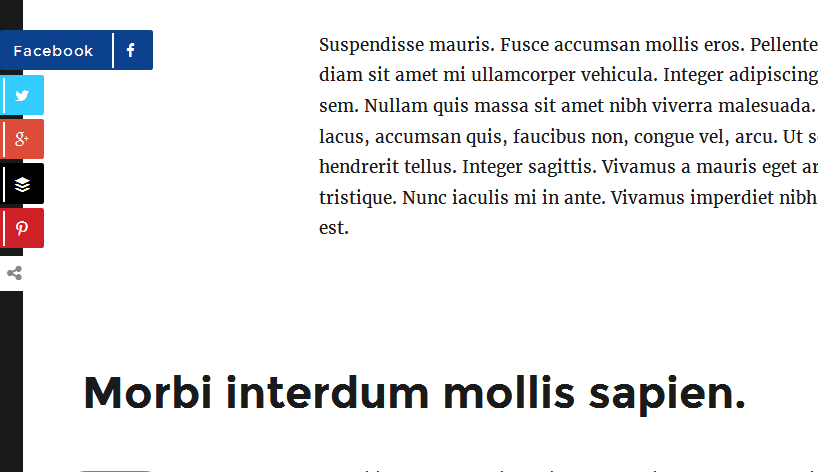 Facebook
Suspendisse mauris. Fusce accumsan mollis eros. Pellente
diam sit amet mi ullamcorper vehicula. Integer adipiscing
sem. Nullam quis massa sit amet nibh viverra malesuada.
lacus, accumsan quis, faucibus non, congue vel, arcu. Ut s
hendrerit tellus. Integer sagittis. Vivamus a mauris eget ar
tristique. Nunc iaculis mi in ante. Vivamus imperdiet nibh
est.
Morbi interdum mollis sapien.